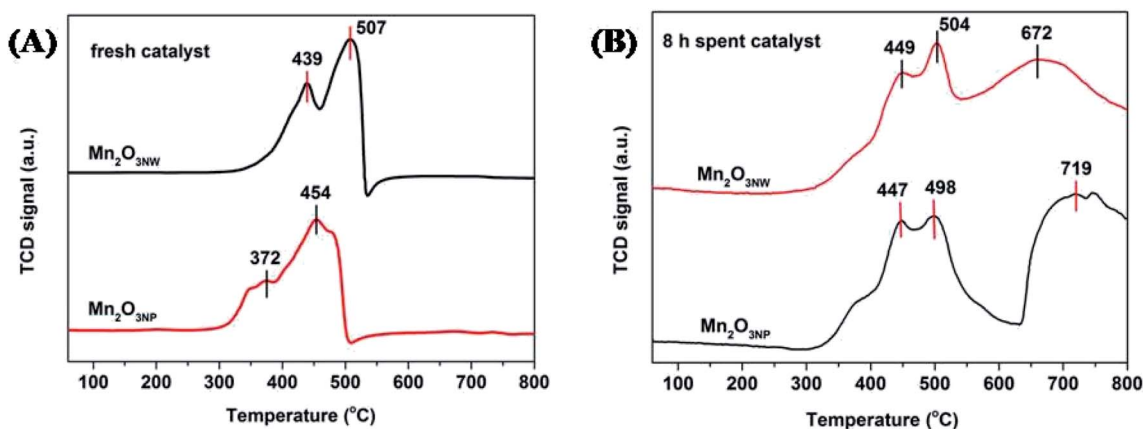 (A)
fresh catalyst
507
439
Mn₂O₃NW
454
372
Mn₂O₃NP
TCD signal (a.u.)
100 200 300 400 500 600 700 800
Temperature (°C)
(B)
8 h spent catalyst
504
672
449
Mn₂O₃NW
719
447 498
Mn₂O₃NP
TCD signal (a.u.)
100 200 300 400 500 600 700 800
Temperature (°C)